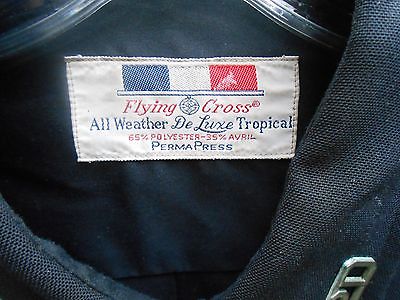 Flying Cross®
All Weather De Luxe Tropical
65% POLYESTER-35% AVRIL
PERMAPRESS